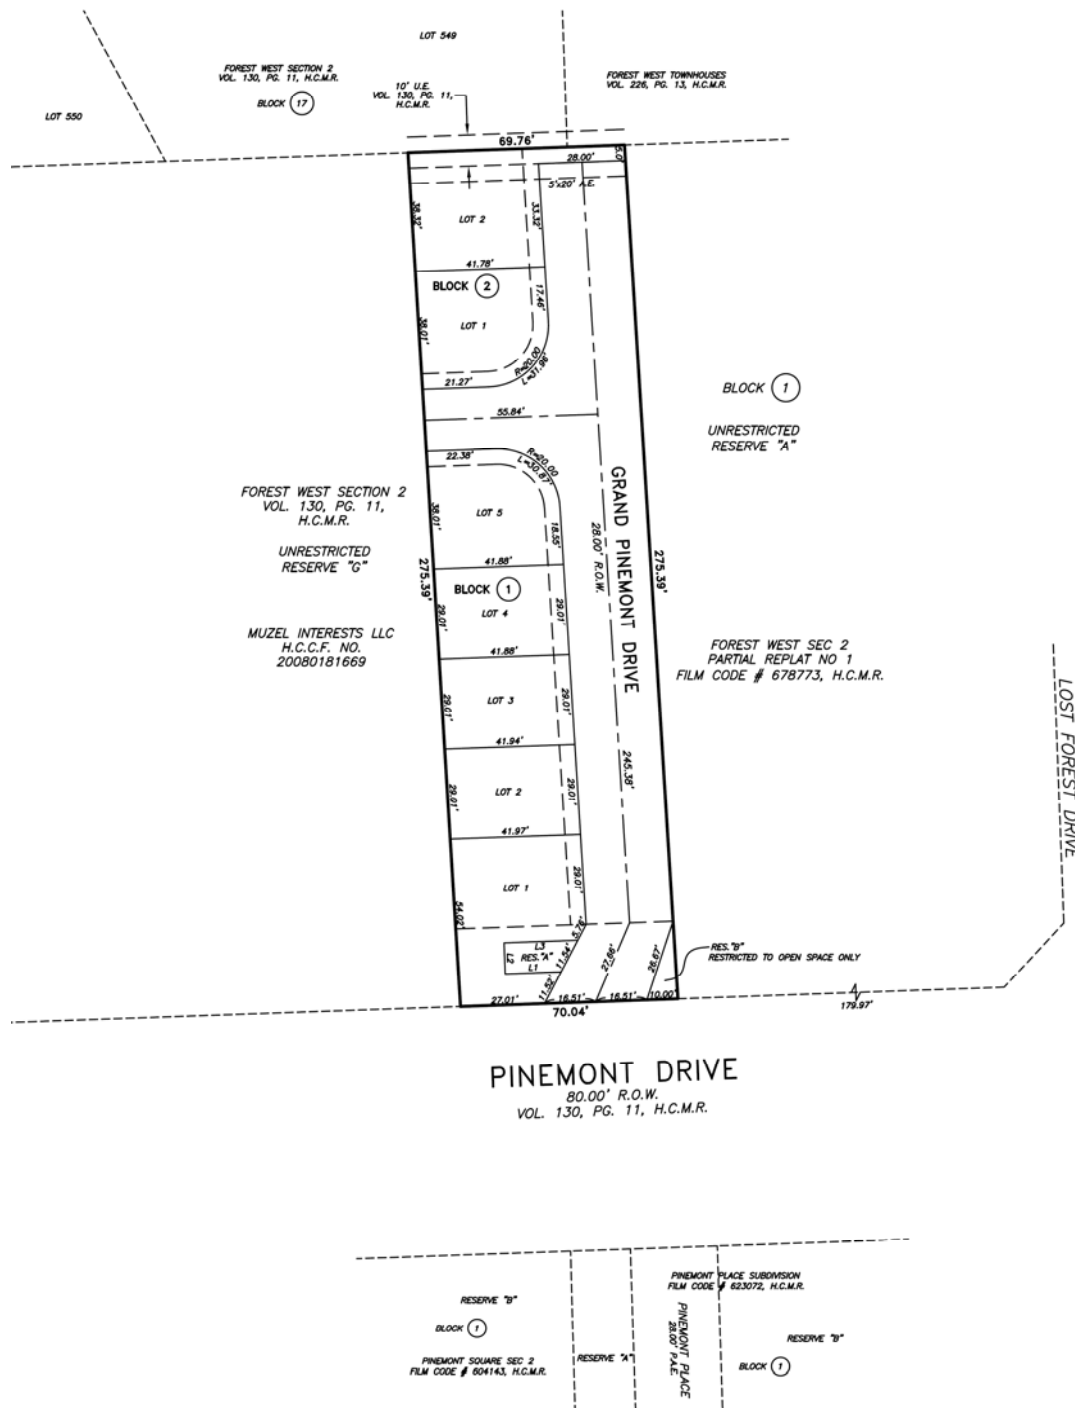 LOT 549
FOREST WEST SECTION 2
VOL. 130, PG. 11, H.C.M.R.
BLOCK 17
LOT 550
10' U.E.
VOL. 130, PG. 11,
H.C.M.R.
FOREST WEST TOWNHOUSES
VOL. 226, PG. 13, H.C.M.R.
69.76'
28.00'
5.0'
5'x20' A.E.
38.32'
LOT 2
33.32'
41.78'
BLOCK 2
17.46'
38.01'
LOT 1
R=20.00
L=31.96'
21.27'
55.84'
22.38'
R=20.00
L=30.87'
BLOCK 1
UNRESTRICTED
RESERVE "A"
FOREST WEST SECTION 2
VOL. 130, PG. 11,
H.C.M.R.
UNRESTRICTED
RESERVE "G"
MUZEL INTERESTS LLC
H.C.C.F. NO.
20080181669
38.01'
LOT 5
18.55'
41.88'
275.39'
BLOCK 1
29.01'
LOT 4
29.01'
41.88'
29.01'
LOT 3
29.01'
41.94'
29.01'
LOT 2
29.01'
41.97'
LOT 1
29.01'
54.02'
GRAND PINEMONT DRIVE
28.00' R.O.W.
275.39'
245.38'
FOREST WEST SEC 2
PARTIAL REPLAT NO 1
FILM CODE # 678773, H.C.M.R.
LOST FOREST DRIVE
5.76'
L3
L2
RES. "A"
L1
11.54'
11.52'
27.66'
26.67'
RES. "B"
RESTRICTED TO OPEN SPACE ONLY
27.01'
16.51'
16.51'
10.00'
70.04'
179.97'
PINEMONT DRIVE
80.00' R.O.W.
VOL. 130, PG. 11, H.C.M.R.
PINEMONT PLACE SUBDIVISION
FILM CODE # 623072, H.C.M.R.
RESERVE "B"
BLOCK 1
PINEMONT SQUARE SEC 2
FILM CODE # 604143, H.C.M.R.
RESERVE "A"
PINEMONT PLACE
28.00' P.A.E.
RESERVE "B"
BLOCK 1